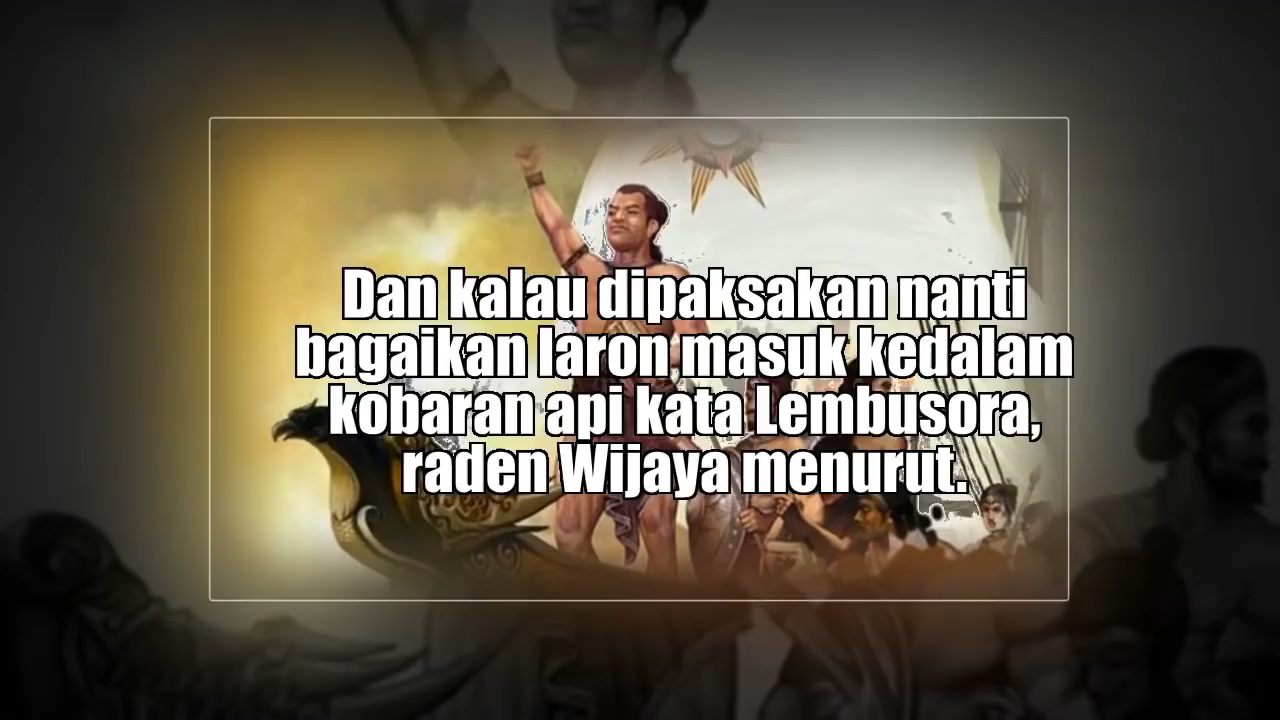 Dan kalau dipaksakan nanti
bagaikan laron masuk kedalam
kobaran api kata Lembusora,
raden Wijaya menurut.